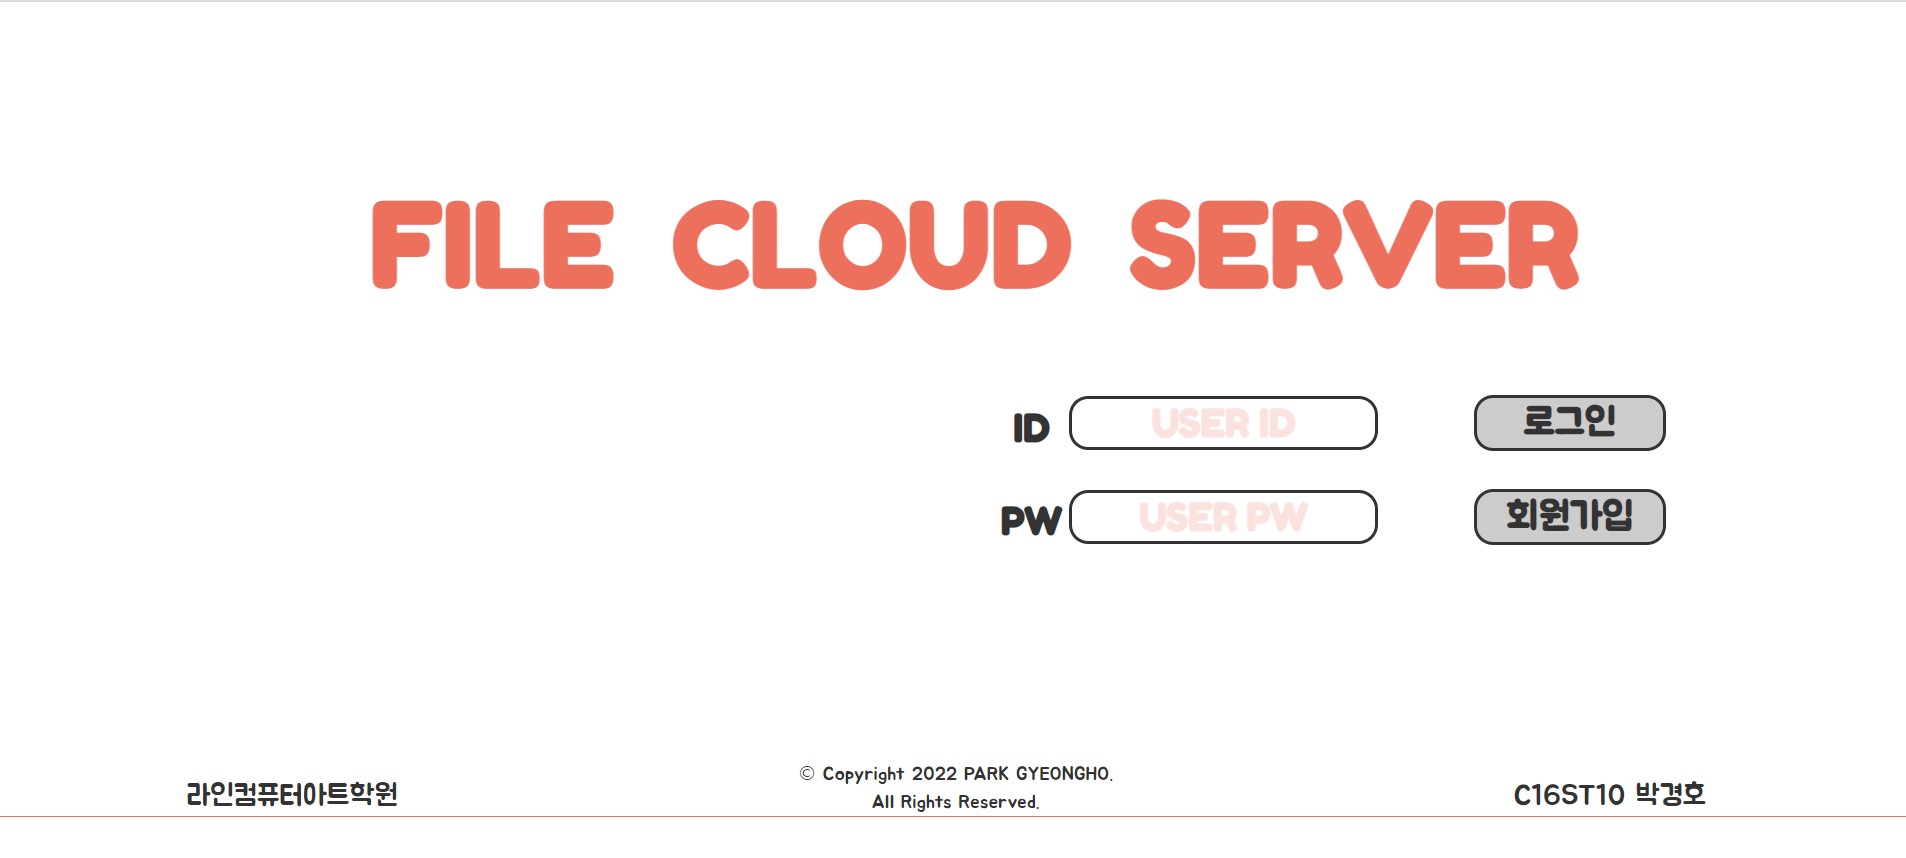 FILE CLOUD SERVER
ID USER ID 로그인
PW USER PW 회원가입
© Copyright 2022 PARK GYEONGHO.
All Rights Reserved.
라인컴퓨터아트학원
C16ST10 박경호